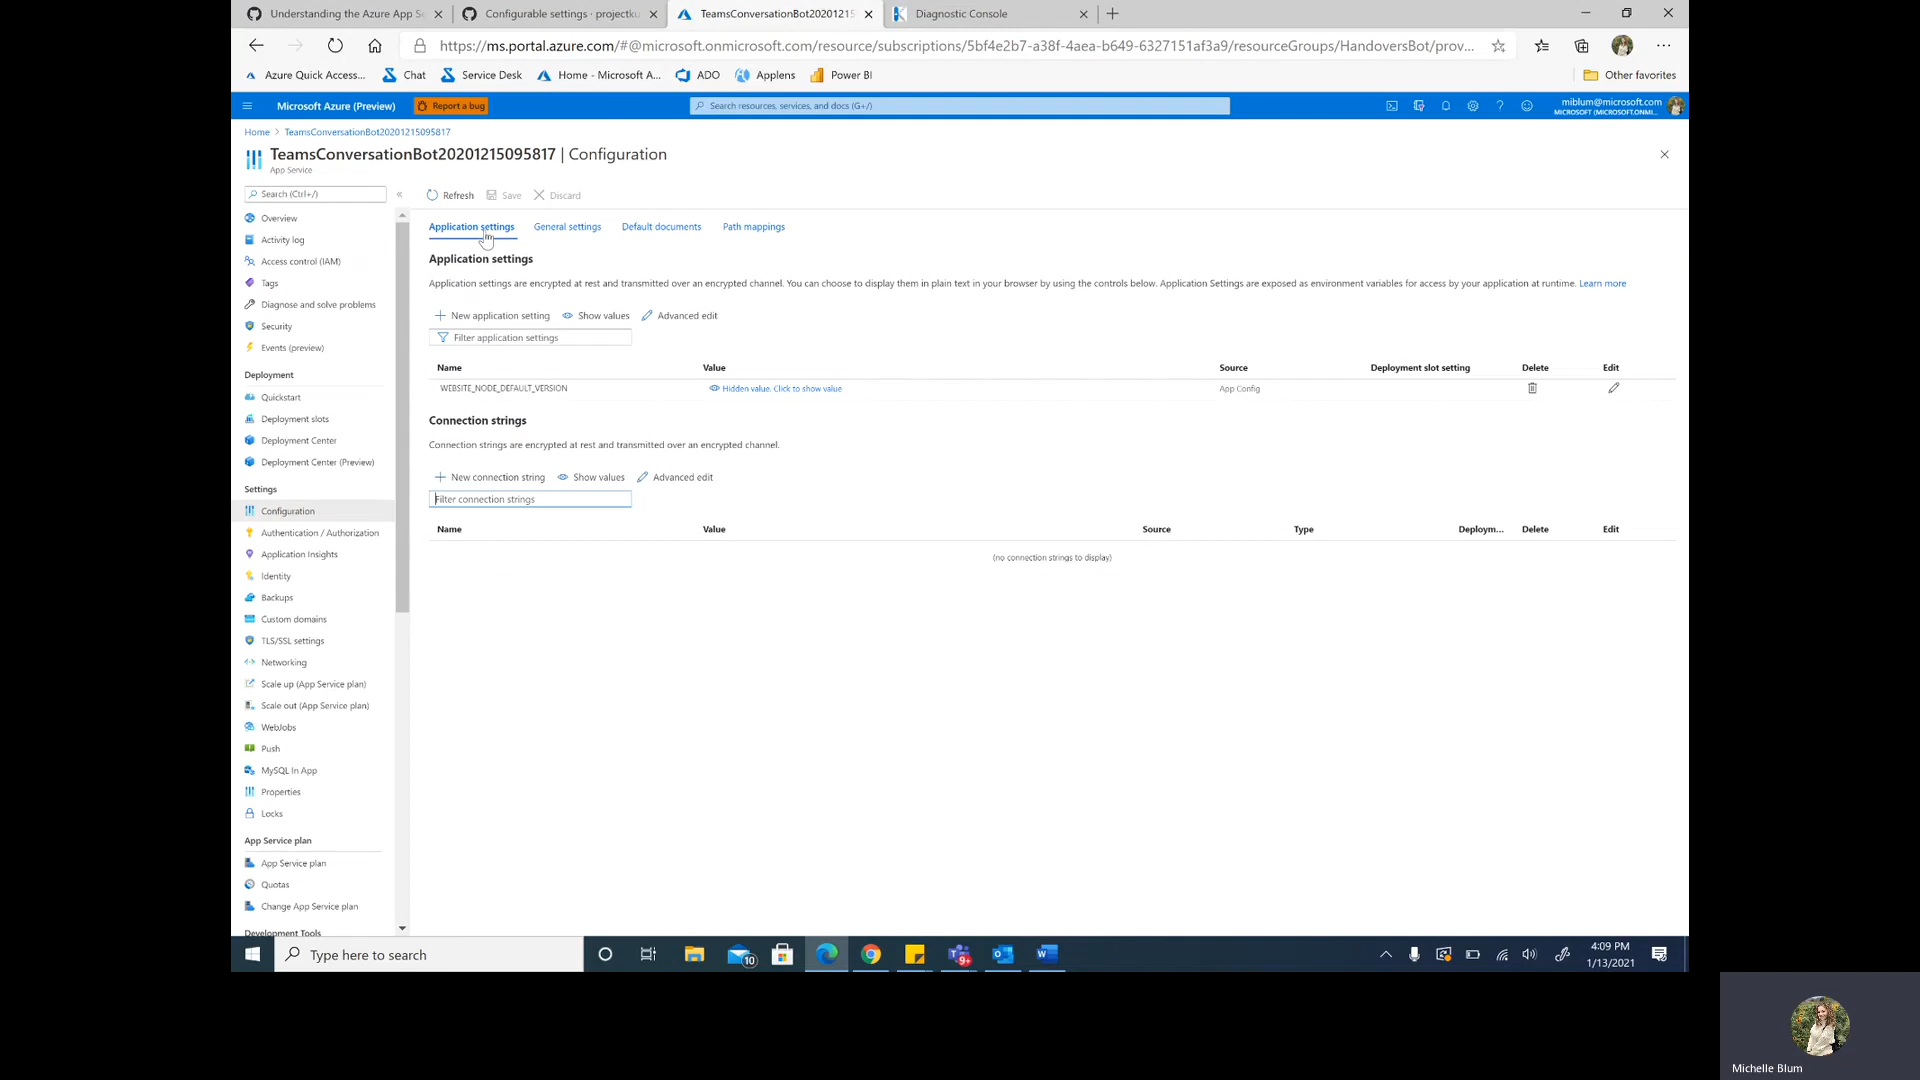 Understanding the Azure App Se
Configurable settings · projectku
TeamsConversationBot20201215
Diagnostic Console
https://ms.portal.azure.com/#@microsoft.onmicrosoft.com/resource/subscriptions/5bf4e2b7-a38f-4aea-b649-6327151af3a9/resourceGroups/HandoversBot/prov...
Azure Quick Access...
Chat
Service Desk
Home - Microsoft A...
ADO
Applens
Power BI
Other favorites
Microsoft Azure (Preview)
Report a bug
Search resources, services, and docs (G+/)
miblum@microsoft.com
MICROSOFT (MICROSOFT.ONMI...
Home > TeamsConversationBot20201215095817
TeamsConversationBot20201215095817 | Configuration
App Service
Search (Ctrl+/)
«
Overview
Activity log
Access control (IAM)
Tags
Diagnose and solve problems
Security
Events (preview)
Deployment
Quickstart
Deployment slots
Deployment Center
Deployment Center (Preview)
Settings
Configuration
Authentication / Authorization
Application Insights
Identity
Backups
Custom domains
TLS/SSL settings
Networking
Scale up (App Service plan)
Scale out (App Service plan)
WebJobs
Push
MySQL In App
Properties
Locks
App Service plan
App Service plan
Quotas
Change App Service plan
Development Tools
Refresh
Save
Discard
Application settings
General settings
Default documents
Path mappings
Application settings
Application settings are encrypted at rest and transmitted over an encrypted channel. You can choose to display them in plain text in your browser by using the controls below. Application Settings are exposed as environment variables for access by your application at runtime. Learn more
New application setting
Show values
Advanced edit
Filter application settings
Name
Value
Source
Deployment slot setting
Delete
Edit
WEBSITE_NODE_DEFAULT_VERSION
Hidden value. Click to show value
App Config
Connection strings
Connection strings are encrypted at rest and transmitted over an encrypted channel.
New connection string
Show values
Advanced edit
Filter connection strings
Name
Value
Source
Type
Deploym...
Delete
Edit
(no connection strings to display)
Type here to search
10
9+
4:09 PM
1/13/2021
Michelle Blum